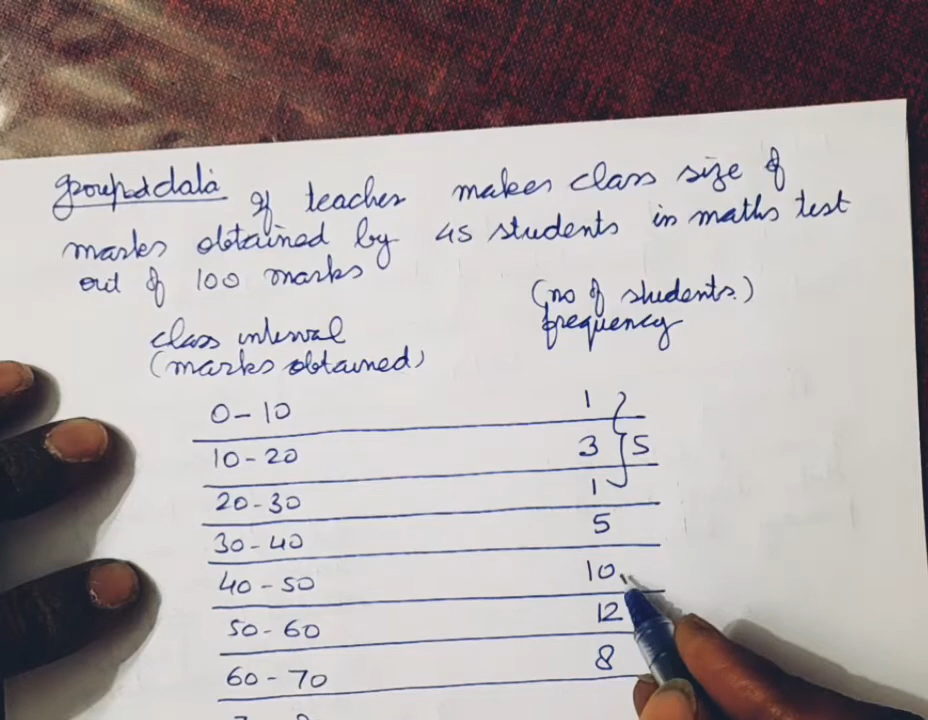 grouped data of teacher makes class size of
marks obtained by 45 students in maths test
out of 100 marks
class interval
(marks obtained)
(no of students)
frequency
0-10 1
10-20 3 5
20-30 1
30-40 5
40-50 10
50-60 12
60-70 8